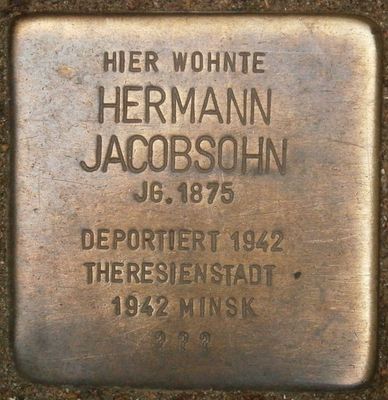 HIER WOHNTE
HERMANN
JACOBSOHN
JG. 1875
DEPORTIERT 1942
THERESIENSTADT
1942 MINSK
? ? ?